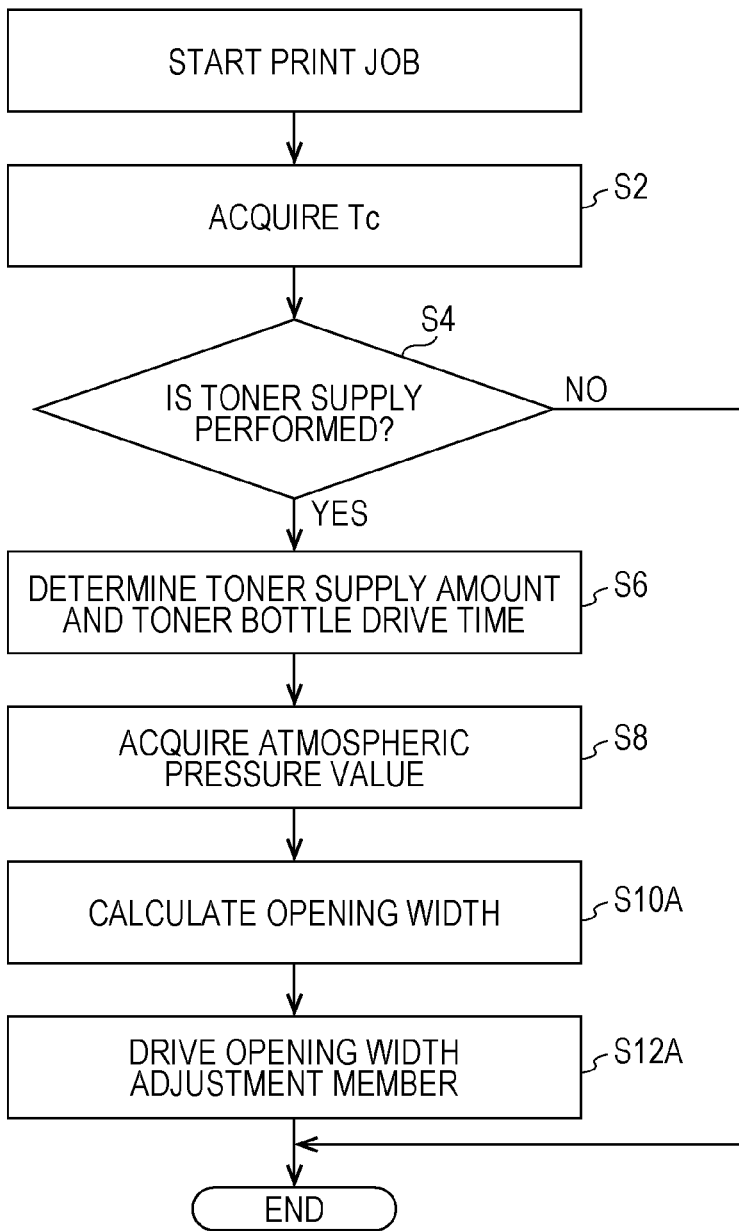 START PRINT JOB
ACQUIRE Tc
S2
S4
IS TONER SUPPLY
PERFORMED?
NO
YES
DETERMINE TONER SUPPLY AMOUNT
AND TONER BOTTLE DRIVE TIME
S6
ACQUIRE ATMOSPHERIC
PRESSURE VALUE
S8
CALCULATE OPENING WIDTH
S10A
DRIVE OPENING WIDTH
ADJUSTMENT MEMBER
S12A
END